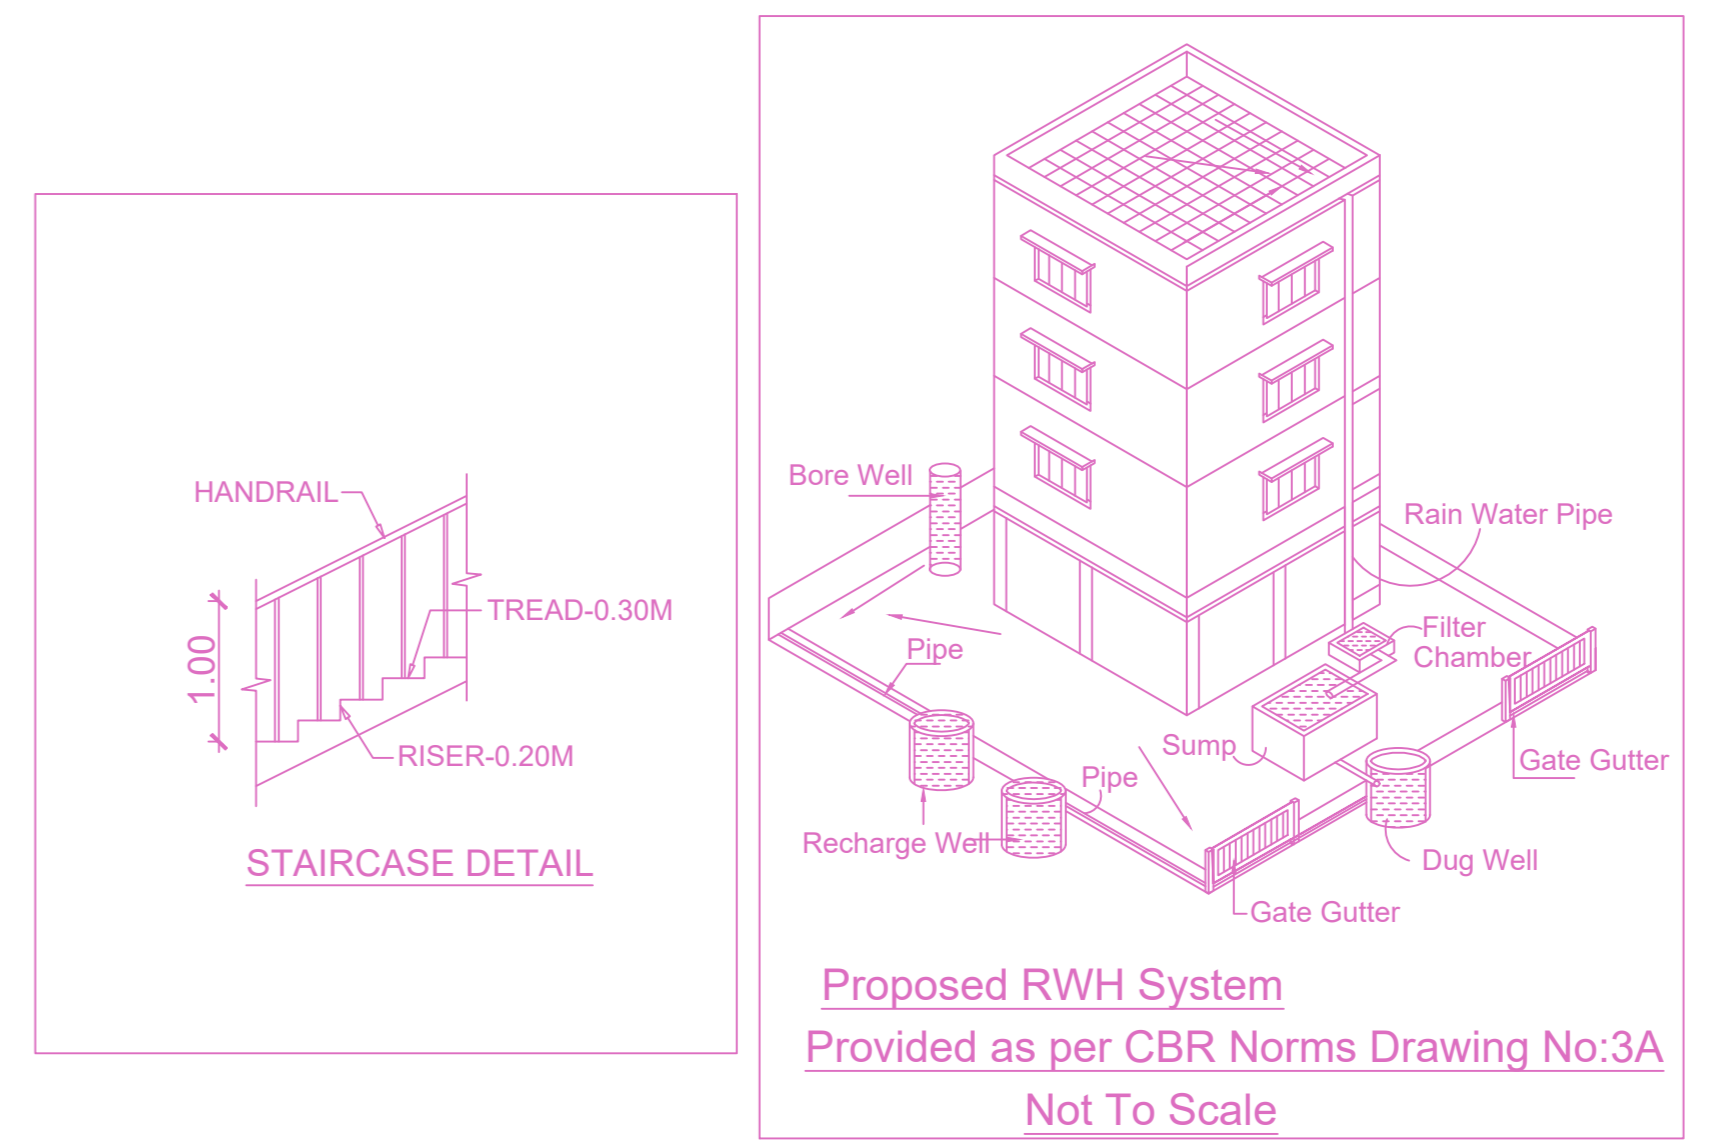 HANDRAIL
TREAD-0.30M
1.00
RISER-0.20M
STAIRCASE DETAIL
Bore Well
Rain Water Pipe
Filter
Chamber
Pipe
Sump
Gate Gutter
Pipe
Recharge Well
Dug Well
Gate Gutter
Proposed RWH System
Provided as per CBR Norms Drawing No:3A
Not To Scale